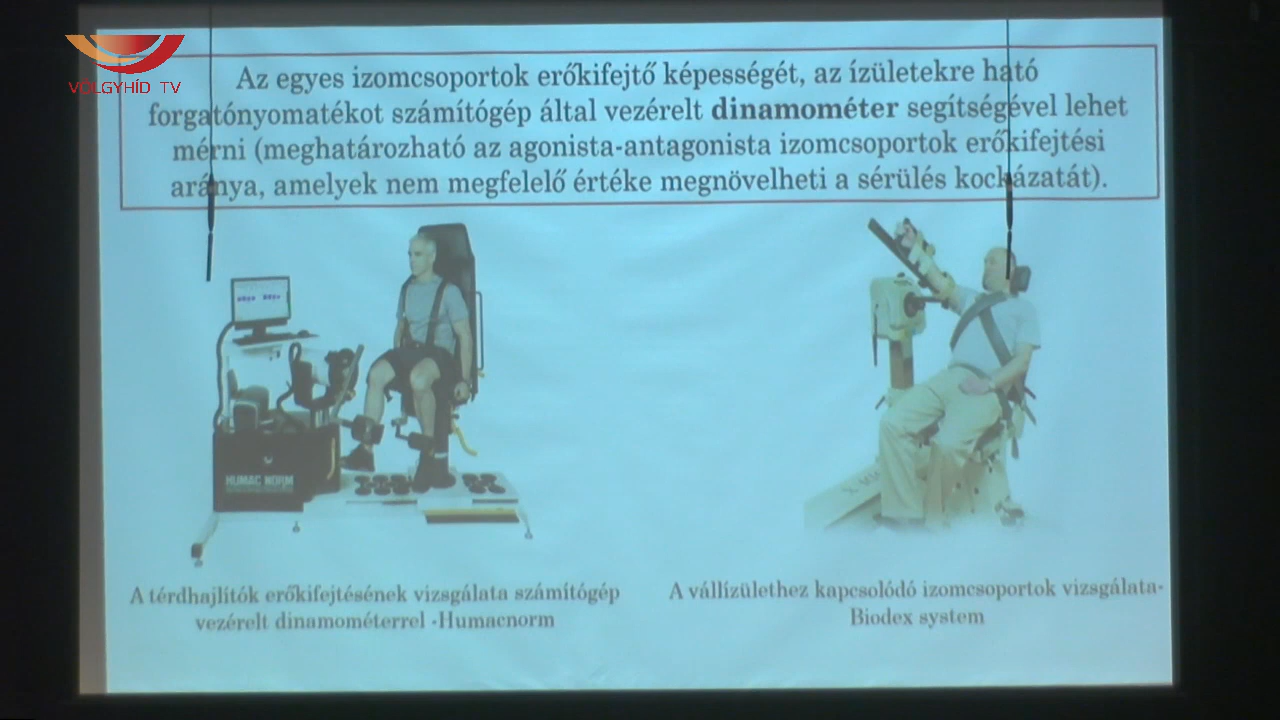 VÖLGYHÍD TV
Az egyes izomcsoportok erőkifejtő képességét, az ízületekre ható
forgatónyomatékot számítógép által vezérelt dinamométer segítségével lehet
mérni (meghatározható az agonista-antagonista izomcsoportok erőkifejtési
aránya, amelyek nem megfelelő értéke megnövelheti a sérülés kockázatát).
HUMAC NORM
A térdhajlítók erőkifejtésének vizsgálata számítógép
vezérelt dinamométerrel -Humacnorm
A vállízülethez kapcsolódó izomcsoportok vizsgálata-
Biodex system